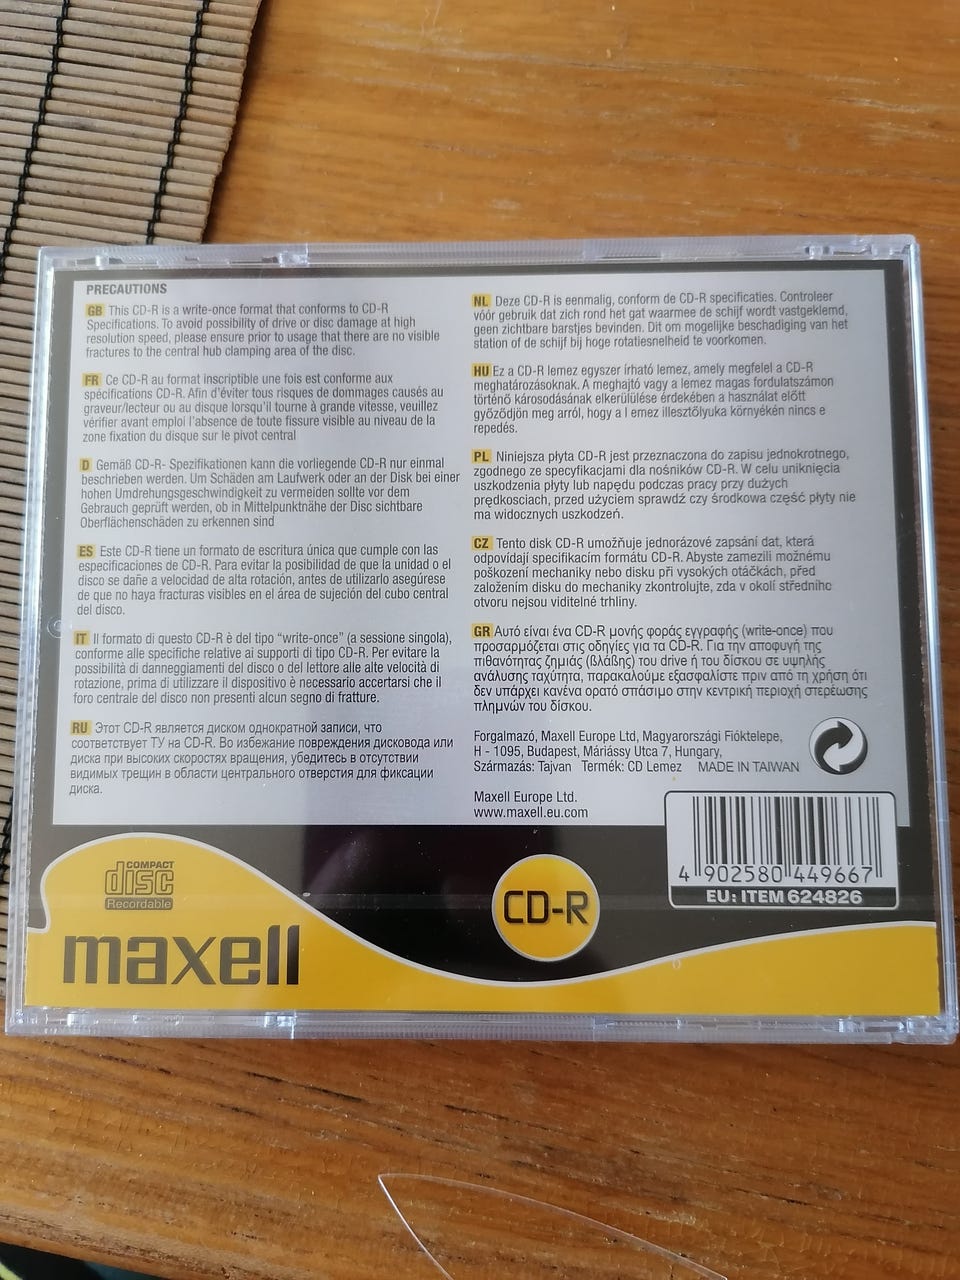 PRECAUTIONS
GB This CD-R is a write-once format that conforms to CD-R
Specifications. To avoid possibility of drive or disc damage at high
resolution speed, please ensure prior to usage that there are no visible
fractures to the central hub clamping area of the disc.
FR Ce CD-R au format inscriptible une fois est conforme aux
spécifications CD-R. Afin d'éviter tous risques de dommages causés au
graveur/lecteur ou au disque lorsqu'il tourne à grande vitesse, veuillez
vérifier avant emploi l'absence de toute fissure visible au niveau de la
zone fixation du disque sur le pivot central
D Gemäß CD-R- Spezifikationen kann die vorliegende CD-R nur einmal
beschrieben werden. Um Schäden am Laufwerk oder an der Disk bei einer
hohen Umdrehungsgeschwindigkeit zu vermeiden sollte vor dem
Gebrauch geprüft werden, ob in Mittelpunktnähe der Disc sichtbare
Oberflächenschäden zu erkennen sind
ES Este CD-R tiene un formato de escritura única que cumple con las
especificaciones de CD-R. Para evitar la posibilidad de que la unidad o el
disco se dañe a velocidad de alta rotación, antes de utilizarlo asegúrese
de que no haya fracturas visibles en el área de sujeción del cubo central
del disco.
IT Il formato di questo CD-R è del tipo "write-once" (a sessione singola),
conforme alle specifiche relative ai supporti di tipo CD-R. Per evitare la
possibilità di danneggiamenti del disco o del lettore alle alte velocità di
rotazione, prima di utilizzare il dispositivo è necessario accertarsi che il
foro centrale del disco non presenti alcun segno di fratture.
RU Этот CD-R является диском однократной записи, что
соответствует ТУ на CD-R. Во избежание повреждения дисковода или
диска при высоких скоростях вращения, убедитесь в отсутствии
видимых трещин в области центрального отверстия для фиксации
диска.
NL Deze CD-R is eenmalig, conform de CD-R specificaties. Controleer
vóór gebruik dat zich rond het gat waarmee de schijf wordt vastgeklemd,
geen zichtbare barstjes bevinden. Dit om mogelijke beschadiging van het
station of de schijf bij hoge rotatiesnelheid te voorkomen.
HU Ez a CD-R lemez egyszer írható lemez, amely megfelel a CD-R
meghatározásoknak. A meghajtó vagy a lemez magas fordulatszámon
történő károsodásának elkerülülése érdekében a használat előtt
győződjön meg arról, hogy a l emez illesztőlyuka környékén nincs e
repedés.
PL Niniejsza płyta CD-R jest przeznaczona do zapisu jednokrotnego,
zgodnego ze specyfikacjami dla nośników CD-R. W celu uniknięcia
uszkodzenia płyty lub napędu podczas pracy przy dużych
prędkosciach, przed użyciem sprawdź czy środkowa część płyty nie
ma widocznych uszkodzeń.
CZ Tento disk CD-R umožňuje jednorázové zapsání dat, která
odpovídají specifikacím formátu CD-R. Abyste zamezili možnému
poškození mechaniky nebo disku při vysokých otáčkách, před
založením disku do mechaniky zkontrolujte, zda v okolí středního
otvoru nejsou viditelné trhliny.
GR Αυτό είναι ένα CD-R μονής φοράς εγγραφής (write-once) που
προσαρμόζεται στις οδηγίες για τα CD-R. Για την αποφυγή της
πιθανότητας ζημιάς (βλάβης) του drive ή του δίσκου σε υψηλής
ανάλυσης ταχύτητα, παρακαλούμε εξασφαλίστε πριν από τη χρήση ότι
δεν υπάρχει κανένα ορατό σπάσιμο στην κεντρική περιοχή στερέωσης
πλημνών του δίσκου.
Forgalmazó, Maxell Europe Ltd, Magyarországi Fióktelepe,
H - 1095, Budapest, Máriássy Utca 7, Hungary,
Származás: Tajvan Termék: CD Lemez MADE IN TAIWAN
Maxell Europe Ltd.
www.maxell.eu.com
4 902580 449667
EU: ITEM 624826
COMPACT
disc
Recordable
CD-R
maxell